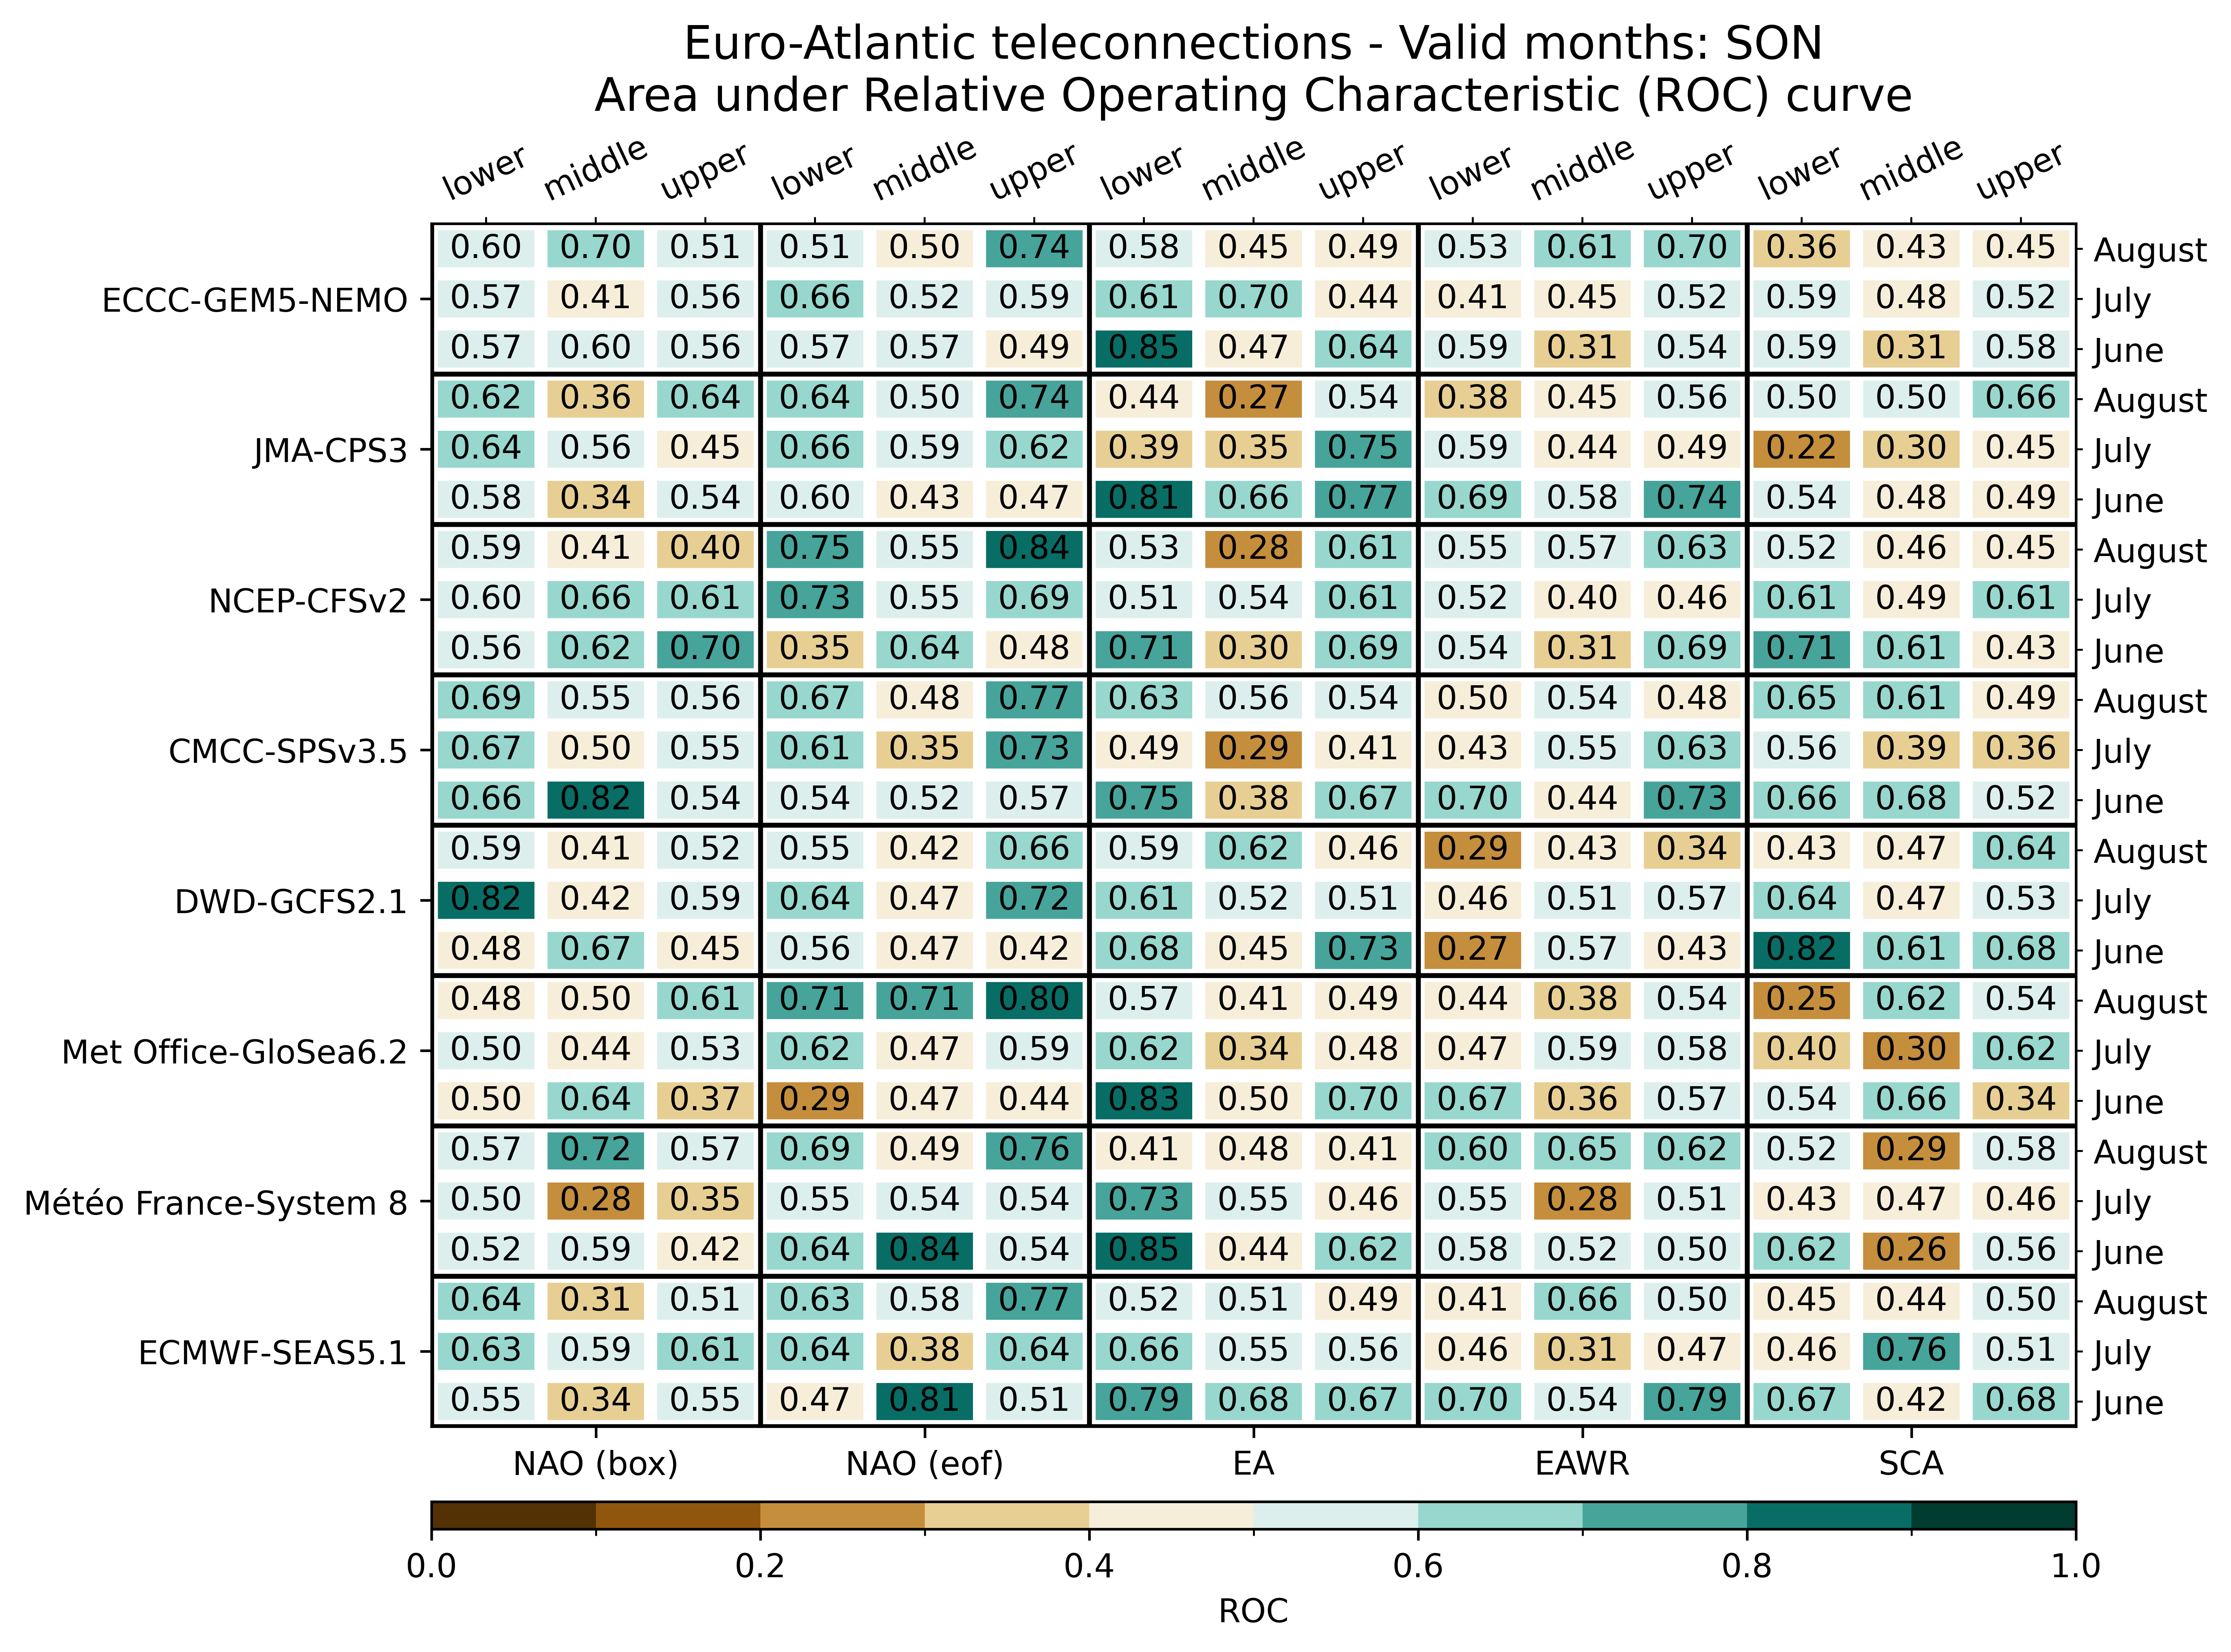 Euro-Atlantic teleconnections - Valid months: SON
Area under Relative Operating Characteristic (ROC) curve
lower middle upper lower middle upper lower middle upper lower middle upper lower middle upper
0.60 0.70 0.51 0.51 0.50 0.74 0.58 0.45 0.49 0.53 0.61 0.70 0.36 0.43 0.45 August
ECCC-GEM5-NEMO 0.57 0.41 0.56 0.66 0.52 0.59 0.61 0.70 0.44 0.41 0.45 0.52 0.59 0.48 0.52 July
0.57 0.60 0.56 0.57 0.57 0.49 0.85 0.47 0.64 0.59 0.31 0.54 0.59 0.31 0.58 June
0.62 0.36 0.64 0.64 0.50 0.74 0.44 0.27 0.54 0.38 0.45 0.56 0.50 0.50 0.66 August
JMA-CPS3 0.64 0.56 0.45 0.66 0.59 0.62 0.39 0.35 0.75 0.59 0.44 0.49 0.22 0.30 0.45 July
0.58 0.34 0.54 0.60 0.43 0.47 0.81 0.66 0.77 0.69 0.58 0.74 0.54 0.48 0.49 June
0.59 0.41 0.40 0.75 0.55 0.84 0.53 0.28 0.61 0.55 0.57 0.63 0.52 0.46 0.45 August
NCEP-CFSv2 0.60 0.66 0.61 0.73 0.55 0.69 0.51 0.54 0.61 0.52 0.40 0.46 0.61 0.49 0.61 July
0.56 0.62 0.70 0.35 0.64 0.48 0.71 0.30 0.69 0.54 0.31 0.69 0.71 0.61 0.43 June
0.69 0.55 0.56 0.67 0.48 0.77 0.63 0.56 0.54 0.50 0.54 0.48 0.65 0.61 0.49 August
CMCC-SPSv3.5 0.67 0.50 0.55 0.61 0.35 0.73 0.49 0.29 0.41 0.43 0.55 0.63 0.56 0.39 0.36 July
0.66 0.82 0.54 0.54 0.52 0.57 0.75 0.38 0.67 0.70 0.44 0.73 0.66 0.68 0.52 June
0.59 0.41 0.52 0.55 0.42 0.66 0.59 0.62 0.46 0.29 0.43 0.34 0.43 0.47 0.64 August
DWD-GCFS2.1 0.82 0.42 0.59 0.64 0.47 0.72 0.61 0.52 0.51 0.46 0.51 0.57 0.64 0.47 0.53 July
0.48 0.67 0.45 0.56 0.47 0.42 0.68 0.45 0.73 0.27 0.57 0.43 0.82 0.61 0.68 June
0.48 0.50 0.61 0.71 0.71 0.80 0.57 0.41 0.49 0.44 0.38 0.54 0.25 0.62 0.54 August
Met Office-GloSea6.2 0.50 0.44 0.53 0.62 0.47 0.59 0.62 0.34 0.48 0.47 0.59 0.58 0.40 0.30 0.62 July
0.50 0.64 0.37 0.29 0.47 0.44 0.83 0.50 0.70 0.67 0.36 0.57 0.54 0.66 0.34 June
0.57 0.72 0.57 0.69 0.49 0.76 0.41 0.48 0.41 0.60 0.65 0.62 0.52 0.29 0.58 August
Météo France-System 8 0.50 0.28 0.35 0.55 0.54 0.54 0.73 0.55 0.46 0.55 0.28 0.51 0.43 0.47 0.46 July
0.52 0.59 0.42 0.64 0.84 0.54 0.85 0.44 0.62 0.58 0.52 0.50 0.62 0.26 0.56 June
0.64 0.31 0.51 0.63 0.58 0.77 0.52 0.51 0.49 0.41 0.66 0.50 0.45 0.44 0.50 August
ECMWF-SEAS5.1 0.63 0.59 0.61 0.64 0.38 0.64 0.66 0.55 0.56 0.46 0.31 0.47 0.46 0.76 0.51 July
0.55 0.34 0.55 0.47 0.81 0.51 0.79 0.68 0.67 0.70 0.54 0.79 0.67 0.42 0.68 June
NAO (box) NAO (eof) EA EAWR SCA
0.0 0.2 0.4 0.6 0.8 1.0
ROC